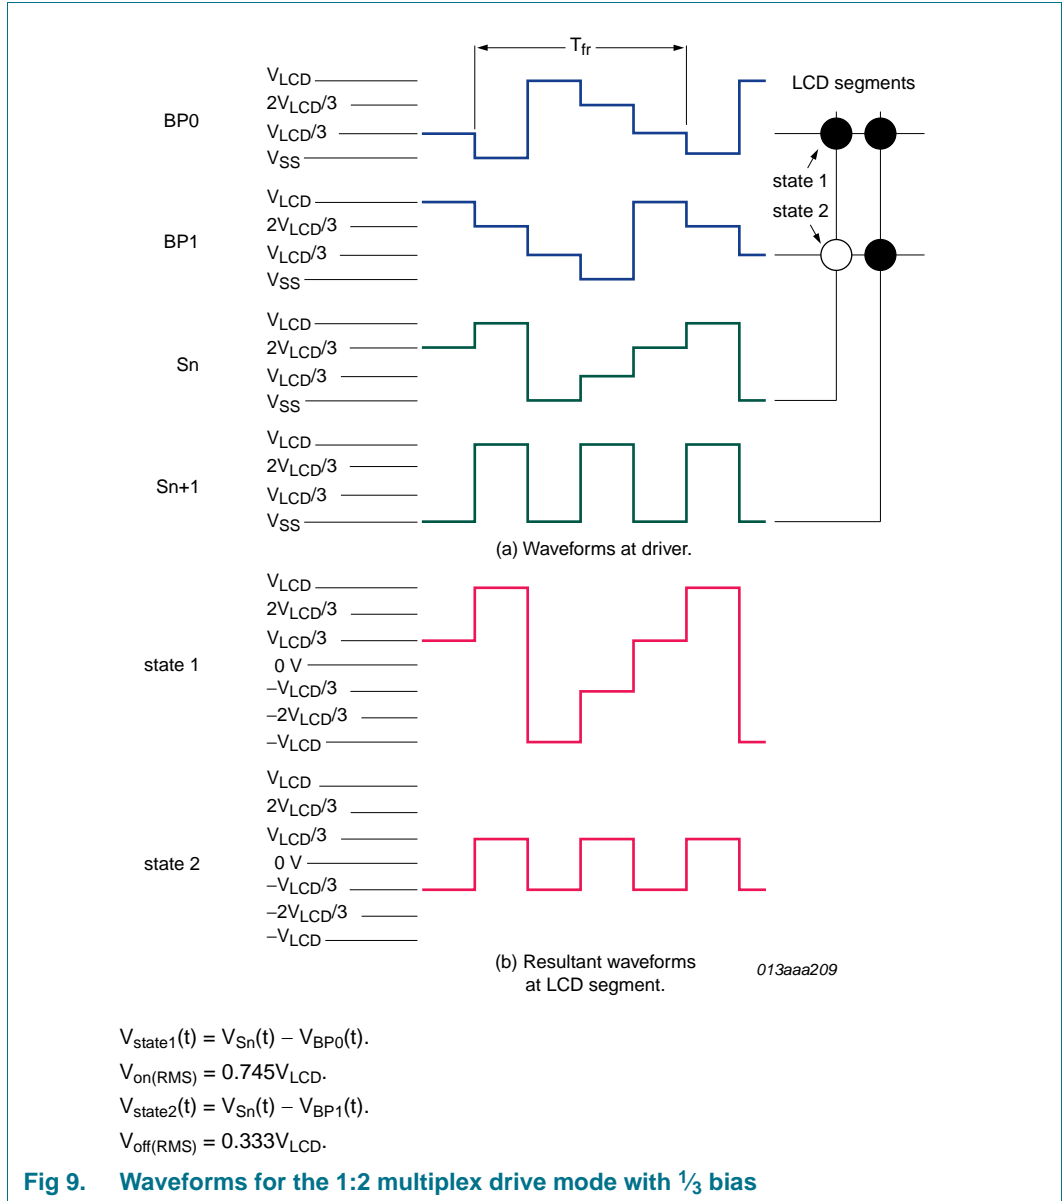 Tfr
VLCD
2VLCD/3
VLCD/3
VSS
BP0
LCD segments
state 1
state 2
VLCD
2VLCD/3
VLCD/3
VSS
BP1
VLCD
2VLCD/3
VLCD/3
VSS
Sn
VLCD
2VLCD/3
VLCD/3
VSS
Sn+1
(a) Waveforms at driver.
VLCD
2VLCD/3
VLCD/3
0 V
−VLCD/3
−2VLCD/3
−VLCD
state 1
VLCD
2VLCD/3
VLCD/3
0 V
−VLCD/3
−2VLCD/3
−VLCD
state 2
(b) Resultant waveforms
at LCD segment.
013aaa209
Vstate1(t) = VSn(t) − VBP0(t).
Von(RMS) = 0.745VLCD.
Vstate2(t) = VSn(t) − VBP1(t).
Voff(RMS) = 0.333VLCD.
Fig 9. Waveforms for the 1:2 multiplex drive mode with 1⁄3 bias